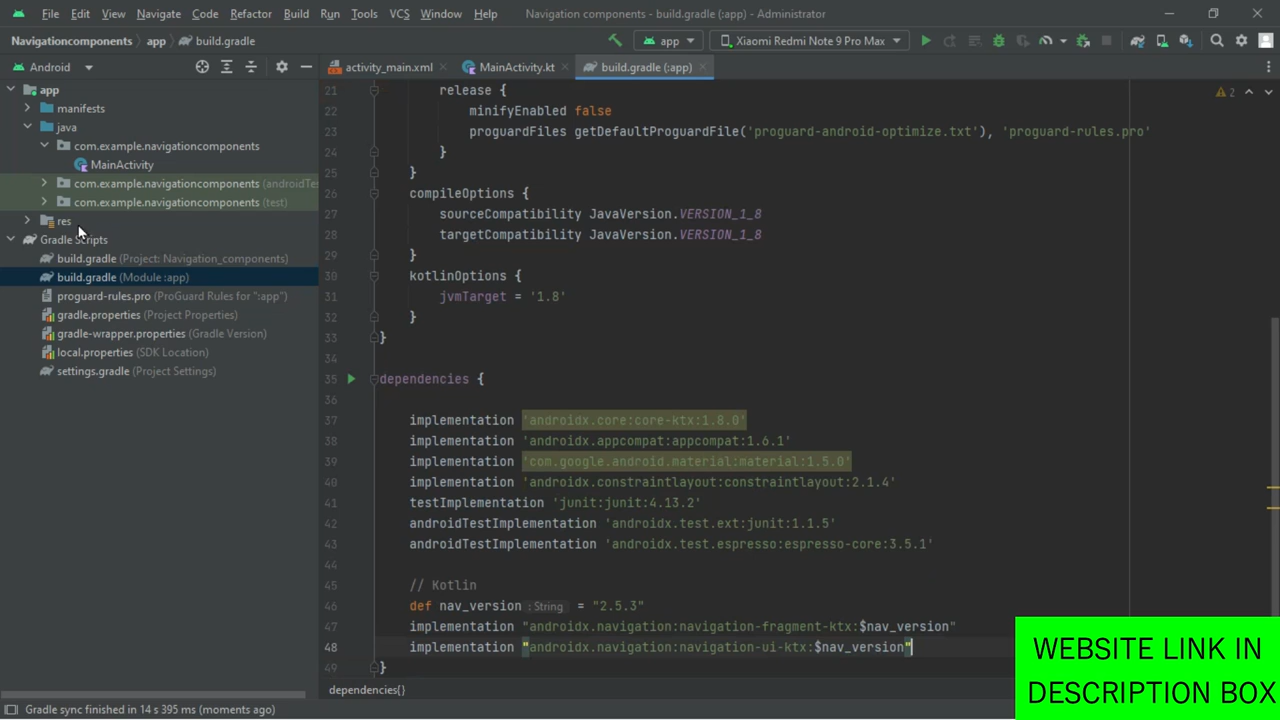 File Edit View Navigate Code Refactor Build Run Tools VCS Window Help Navigation components - build.gradle (:app) - Administrator
Navigationcomponents app build.gradle app Xiaomi Redmi Note 9 Pro Max
Android activity_main.xml MainActivity.kt build.gradle (:app)
app
manifests
java
com.example.navigationcomponents
MainActivity
com.example.navigationcomponents (androidTes
com.example.navigationcomponents (test)
res
Gradle Scripts
build.gradle (Project: Navigation_components)
build.gradle (Module :app)
proguard-rules.pro (ProGuard Rules for ":app")
gradle.properties (Project Properties)
gradle-wrapper.properties (Gradle Version)
local.properties (SDK Location)
settings.gradle (Project Settings)
2
21 release {
22 minifyEnabled false
23 proguardFiles getDefaultProguardFile('proguard-android-optimize.txt'), 'proguard-rules.pro'
24 }
25 }
26 compileOptions {
27 sourceCompatibility JavaVersion.VERSION_1_8
28 targetCompatibility JavaVersion.VERSION_1_8
29 }
30 kotlinOptions {
31 jvmTarget = '1.8'
32 }
33 }
34
35 dependencies {
36
37 implementation 'androidx.core:core-ktx:1.8.0'
38 implementation 'androidx.appcompat:appcompat:1.6.1'
39 implementation 'com.google.android.material:material:1.5.0'
40 implementation 'androidx.constraintlayout:constraintlayout:2.1.4'
41 testImplementation 'junit:junit:4.13.2'
42 androidTestImplementation 'androidx.test.ext:junit:1.1.5'
43 androidTestImplementation 'androidx.test.espresso:espresso-core:3.5.1'
44
45 // Kotlin
46 def nav_version : String = "2.5.3"
47 implementation "androidx.navigation:navigation-fragment-ktx:$nav_version"
48 implementation "androidx.navigation:navigation-ui-ktx:$nav_version"
49 }
dependencies{}
Gradle sync finished in 14 s 395 ms (moments ago)
WEBSITE LINK IN
DESCRIPTION BOX